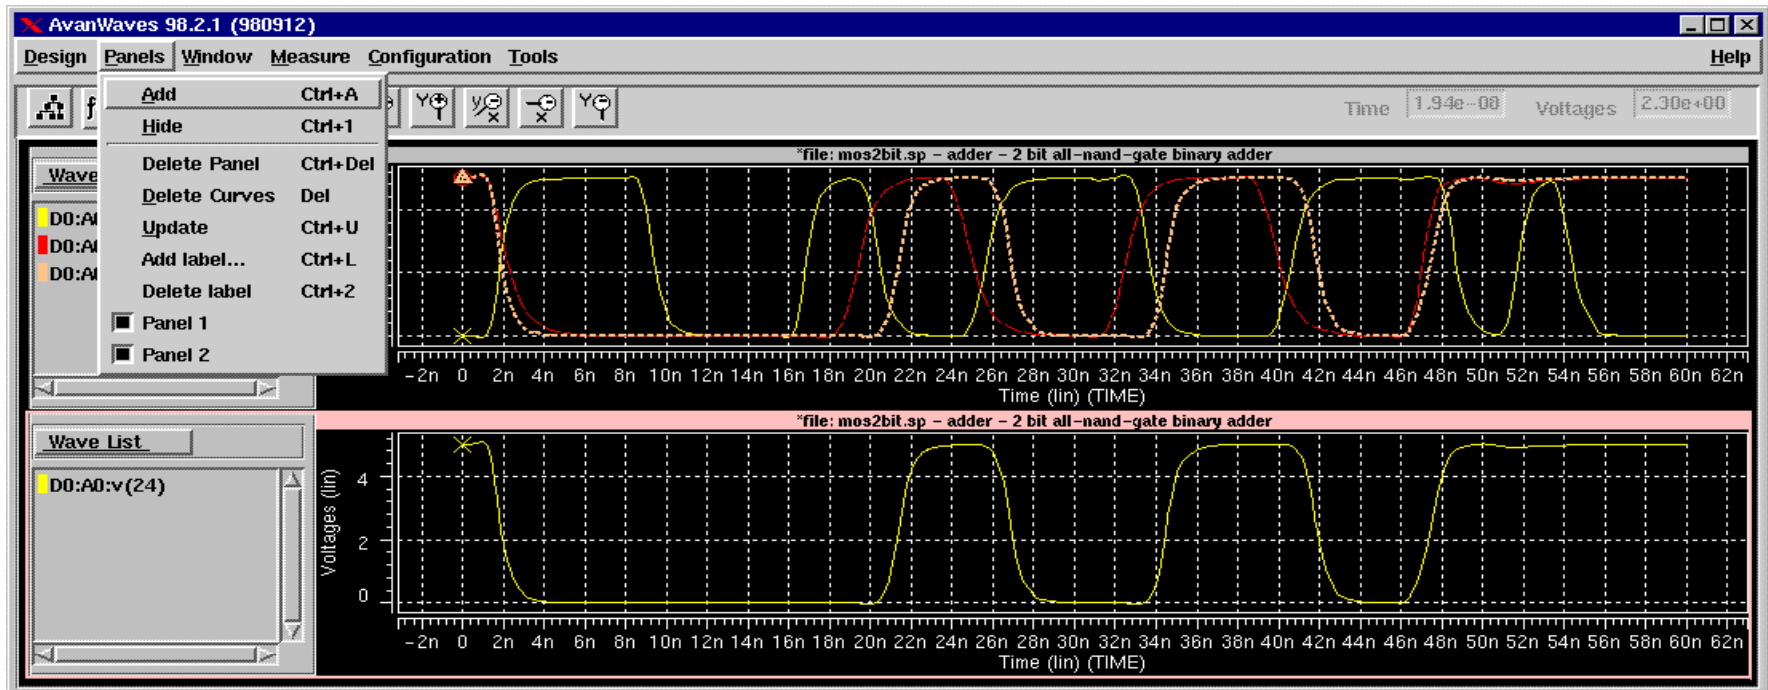 AvanWaves 98.2.1 (980912)
Design Panels Window Measure Configuration Tools Help
Add Ctrl+A
Hide Ctrl+1
Delete Panel Ctrl+Del
Delete Curves Del
Update Ctrl+U
Add label... Ctrl+L
Delete label Ctrl+2
Panel 1
Panel 2
Time 1.94e-08 Voltages 2.30e+00
*file: mos2bit.sp - adder - 2 bit all-nand-gate binary adder
Wave
D0:A0
D0:A0
D0:A0
-2n 0 2n 4n 6n 8n 10n 12n 14n 16n 18n 20n 22n 24n 26n 28n 30n 32n 34n 36n 38n 40n 42n 44n 46n 48n 50n 52n 54n 56n 58n 60n 62n
Time (lin) (TIME)
*file: mos2bit.sp - adder - 2 bit all-nand-gate binary adder
Wave List
D0:A0:v(24)
Voltages (lin)
4
2
0
-2n 0 2n 4n 6n 8n 10n 12n 14n 16n 18n 20n 22n 24n 26n 28n 30n 32n 34n 36n 38n 40n 42n 44n 46n 48n 50n 52n 54n 56n 58n 60n 62n
Time (lin) (TIME)